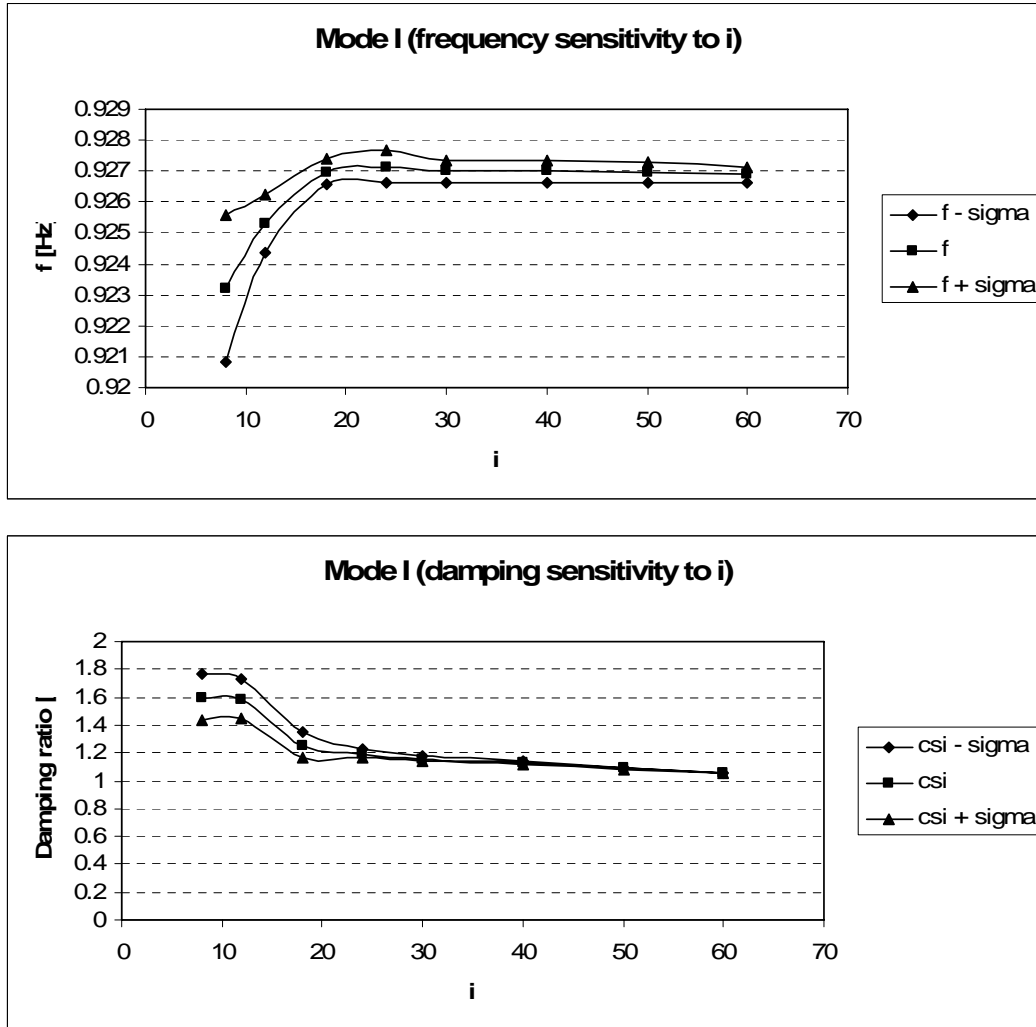 Mode I (frequency sensitivity to i)
0.929
0.928
0.927
0.926
0.925
0.924
0.923
0.922
0.921
0.92
f [Hz
0 10 20 30 40 50 60 70
i
f - sigma
f
f + sigma
Mode I (damping sensitivity to i)
2
1.8
1.6
1.4
1.2
1
0.8
0.6
0.4
0.2
0
Damping ratio [
0 10 20 30 40 50 60 70
i
csi - sigma
csi
csi + sigma